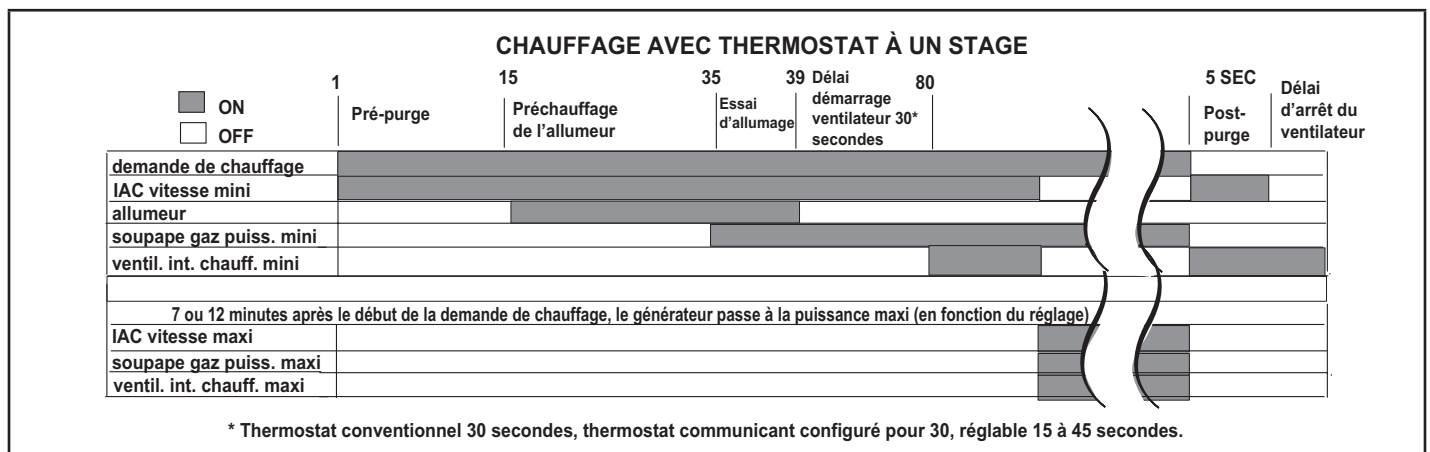 CHAUFFAGE AVEC THERMOSTAT À UN STAGE
1
15
35
39
80
5 SEC
ON
OFF
Pré-purge
Préchauffage
de l'allumeur
Essai
d'allumage
Délai
démarrage
ventilateur 30*
secondes
Post-
purge
Délai
d'arrêt du
ventilateur
demande de chauffage
IAC vitesse mini
allumeur
soupape gaz puiss. mini
ventil. int. chauff. mini
7 ou 12 minutes après le début de la demande de chauffage, le générateur passe à la puissance maxi (en fonction du réglage)
IAC vitesse maxi
soupape gaz puiss. maxi
ventil. int. chauff. maxi
* Thermostat conventionnel 30 secondes, thermostat communicant configuré pour 30, réglable 15 à 45 secondes.